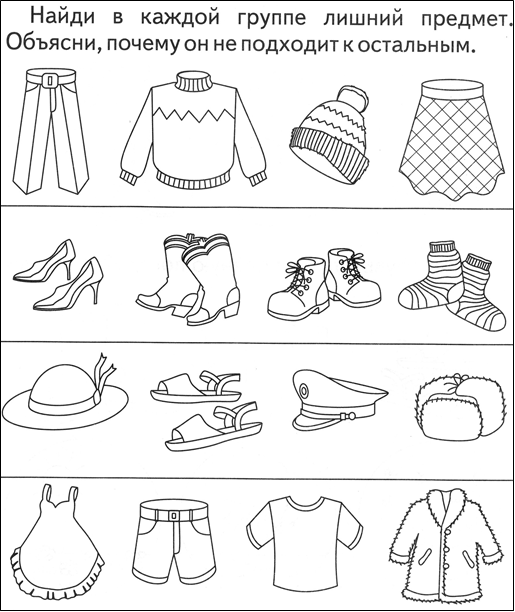 Найди в каждой группе лишний предмет.
Объясни, почему он не подходит к остальным.